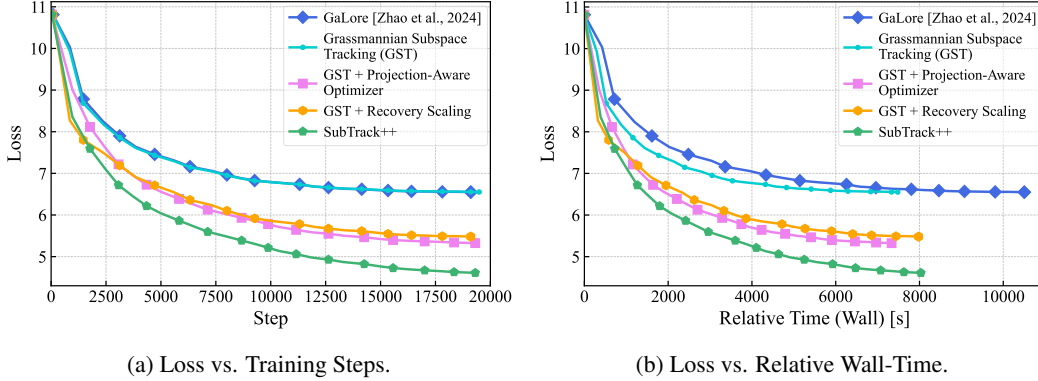 11
10
9
8
7
6
5
Loss
0
2500
5000
7500
10000
12500
15000
17500
20000
Step
GaLore [Zhao et al., 2024]
Grassmannian Subspace
Tracking (GST)
GST + Projection-Aware
Optimizer
GST + Recovery Scaling
SubTrack++
(a) Loss vs. Training Steps.
11
10
9
8
7
6
5
Loss
0
2000
4000
6000
8000
10000
Relative Time (Wall) [s]
GaLore [Zhao et al., 2024]
Grassmannian Subspace
Tracking (GST)
GST + Projection-Aware
Optimizer
GST + Recovery Scaling
SubTrack++
(b) Loss vs. Relative Wall-Time.